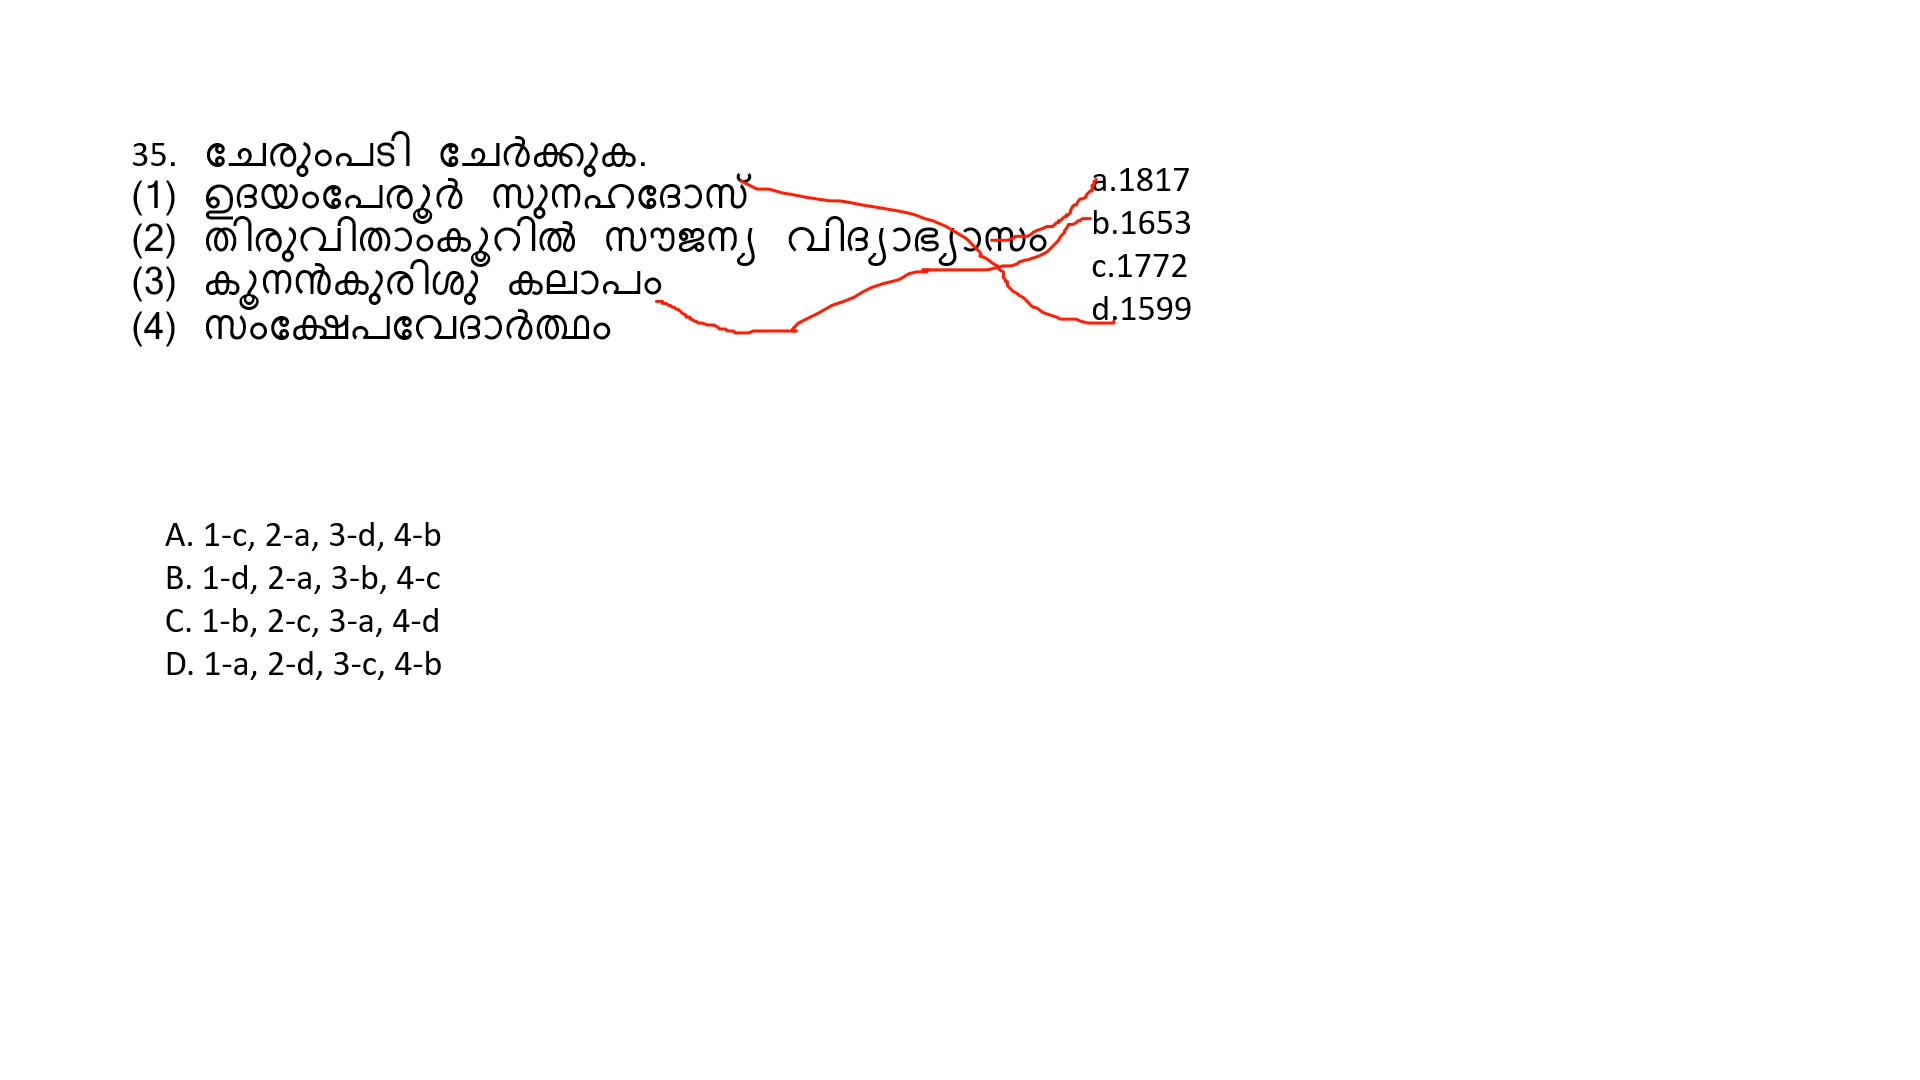 35. ചേരുംപടി ചേർക്കുക.
(1) ഉദയംപേരൂർ സുനഹദോസ്
a.1817
(2) തിരുവിതാംകൂറിൽ സൗജന്യ വിദ്യാഭ്യാസം
b.1653
(3) കൂനൻകുരിശു കലാപം
c.1772
(4) സംക്ഷേപവേദാർത്ഥം
d.1599
A. 1-c, 2-a, 3-d, 4-b
B. 1-d, 2-a, 3-b, 4-c
C. 1-b, 2-c, 3-a, 4-d
D. 1-a, 2-d, 3-c, 4-b